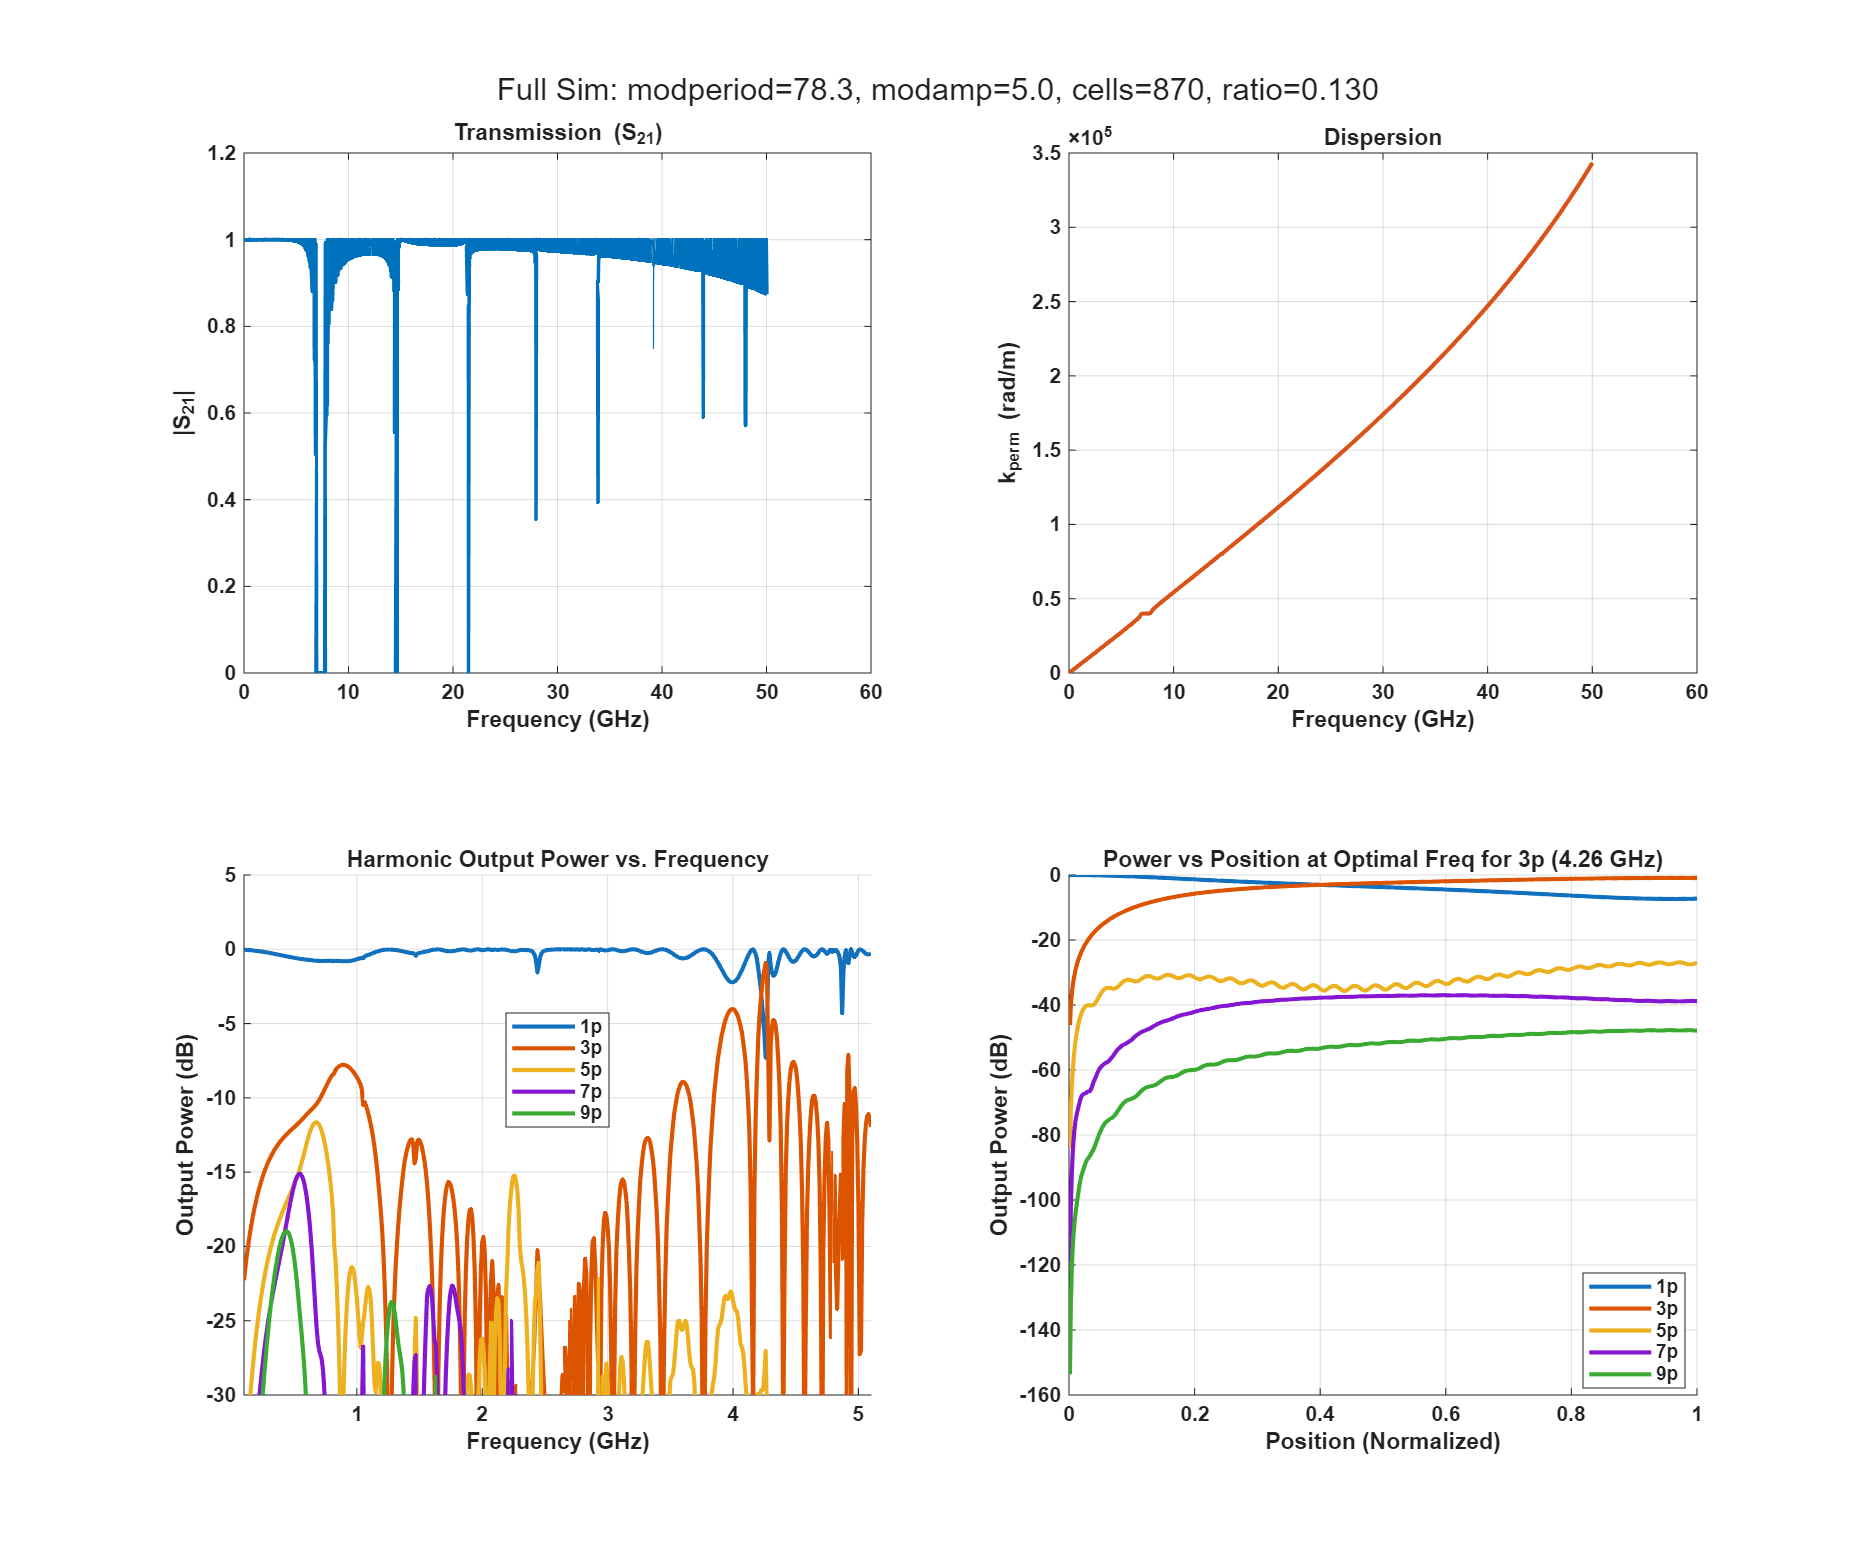 Full Sim: modperiod=78.3, modamp=5.0, cells=870, ratio=0.130
Transmission (S21)
1.2
1
0.8
0.6
0.4
0.2
0
|S21|
0 10 20 30 40 50 60
Frequency (GHz)
×10^5
Dispersion
3.5
3
2.5
2
1.5
1
0.5
0
kperm (rad/m)
0 10 20 30 40 50 60
Frequency (GHz)
Harmonic Output Power vs. Frequency
5
0
-5
-10
-15
-20
-25
-30
Output Power (dB)
1p
3p
5p
7p
9p
1 2 3 4 5
Frequency (GHz)
Power vs Position at Optimal Freq for 3p (4.26 GHz)
0
-20
-40
-60
-80
-100
-120
-140
-160
Output Power (dB)
1p
3p
5p
7p
9p
0 0.2 0.4 0.6 0.8 1
Position (Normalized)